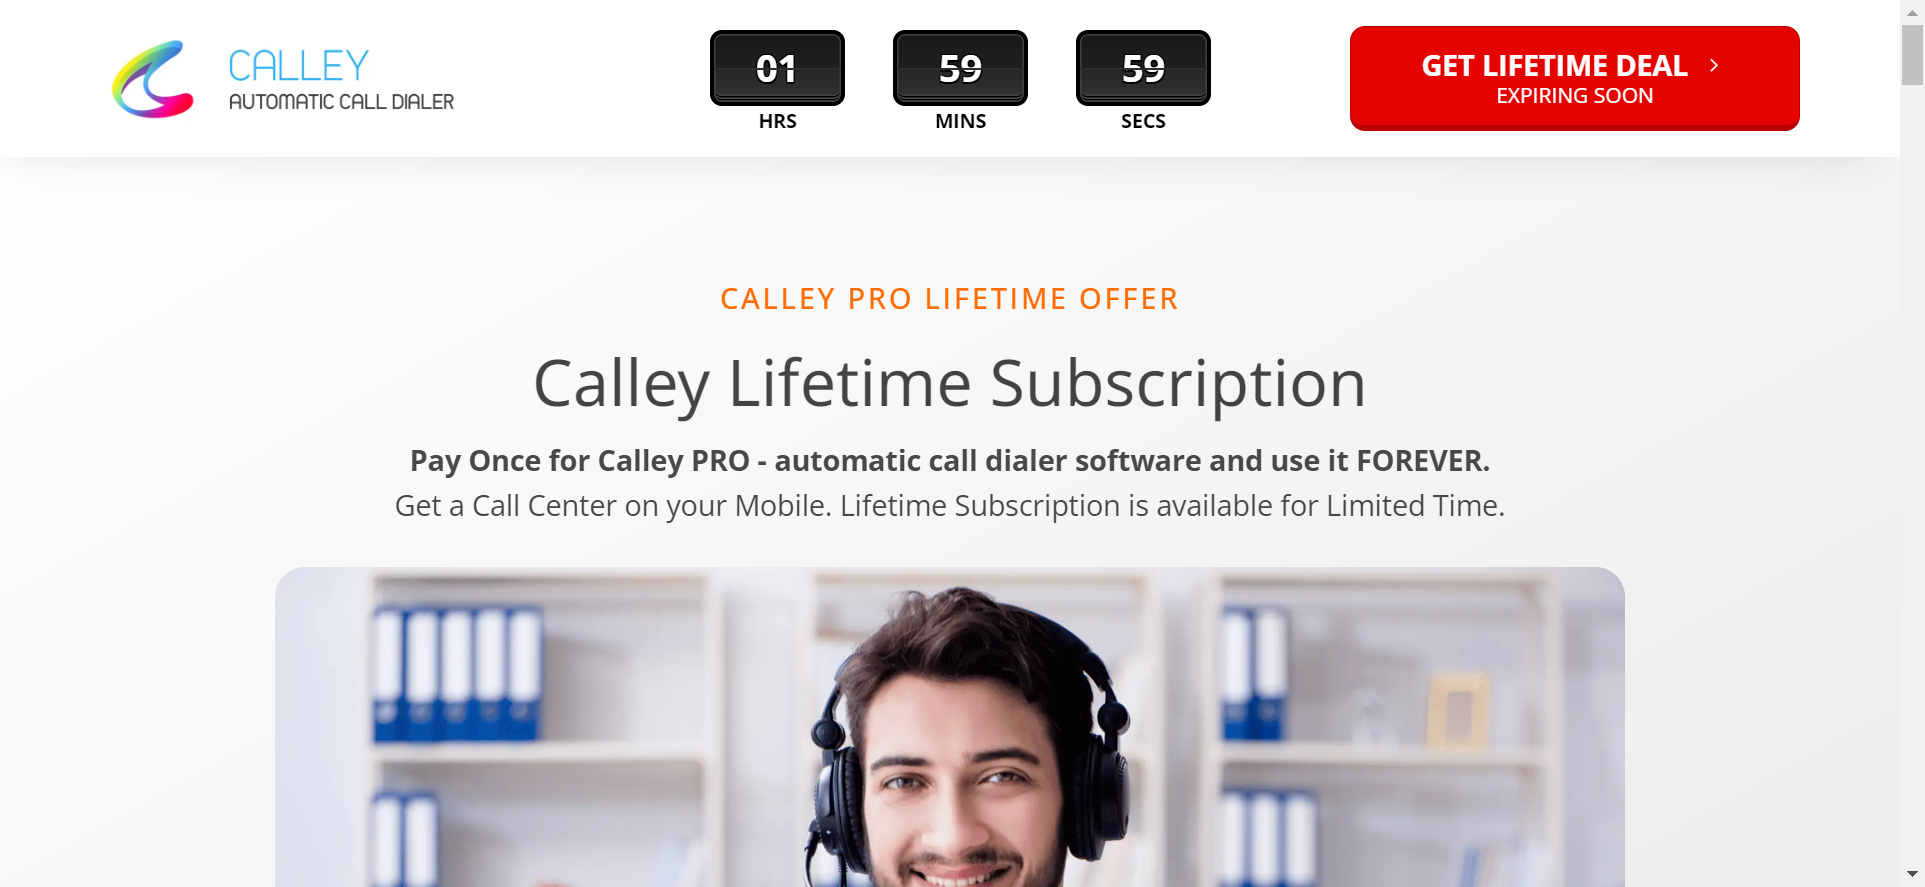 CALLEY
AUTOMATIC CALL DIALER
01 59 59
HRS MINS SECS
GET LIFETIME DEAL
EXPIRING SOON
CALLEY PRO LIFETIME OFFER
Calley Lifetime Subscription
Pay Once for Calley PRO - automatic call dialer software and use it FOREVER.
Get a Call Center on your Mobile. Lifetime Subscription is available for Limited Time.